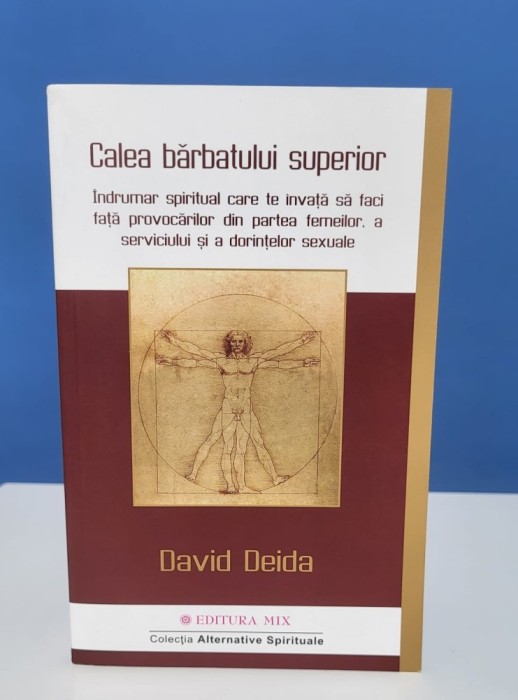 Calea bărbatului superior
Îndrumar spiritual care te învață să faci
față provocărilor din partea femeilor, a
serviciului și a dorințelor sexuale
David Deida
EDITURA MIX
Colecția Alternative Spirituale